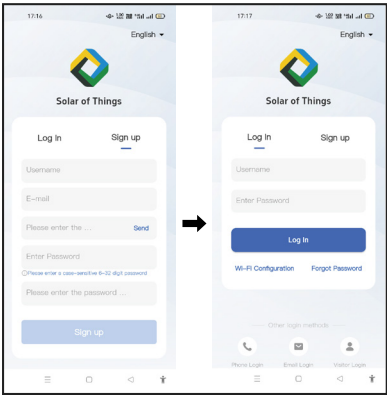 17:16
English
Solar of Things
Log In
Sign up
Username
E-mail
Please enter the ...
Send
Enter Password
Please enter a case-sensitive 6-32 digit password
Please enter the password ...
Sign up
17:17
English
Solar of Things
Log In
Sign up
Username
Enter Password
Log In
Wi-Fi Configuration
Forgot Password
Other login methods
Phone Login
Email Login
Visitor Login